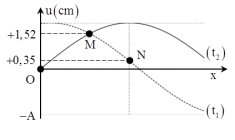 u(cm)
+1,52
M
(t₂)
+0,35
N
O
x
(t₁)
−A